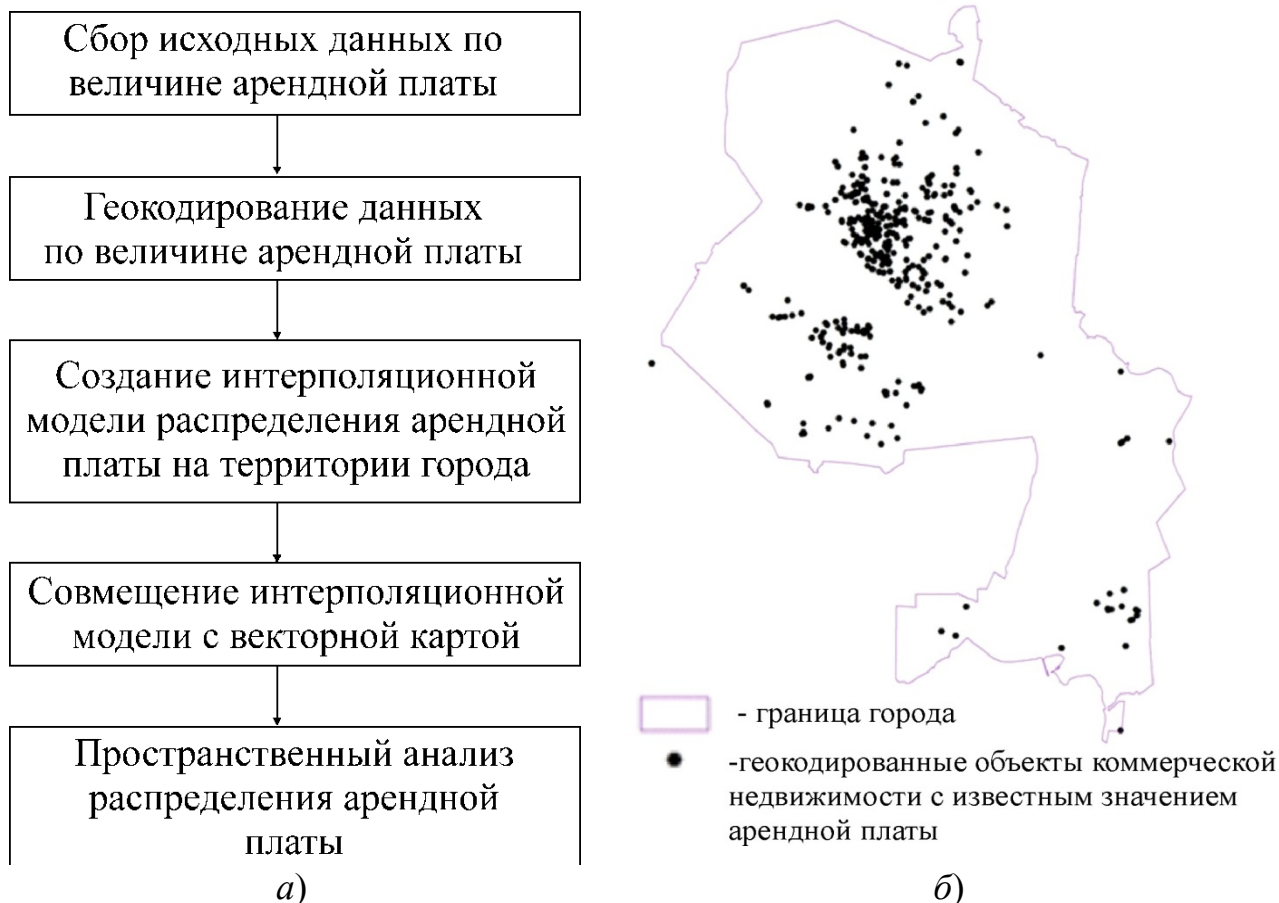 Сбор исходных данных по
величине арендной платы
Геокодирование данных
по величине арендной платы
Создание интерполяционной
модели распределения арендной
платы на территории города
Совмещение интерполяционной
модели с векторной картой
Пространственный анализ
распределения арендной
платы
а)
- граница города
-геокодированные объекты коммерческой
недвижимости с известным значением
арендной платы
б)